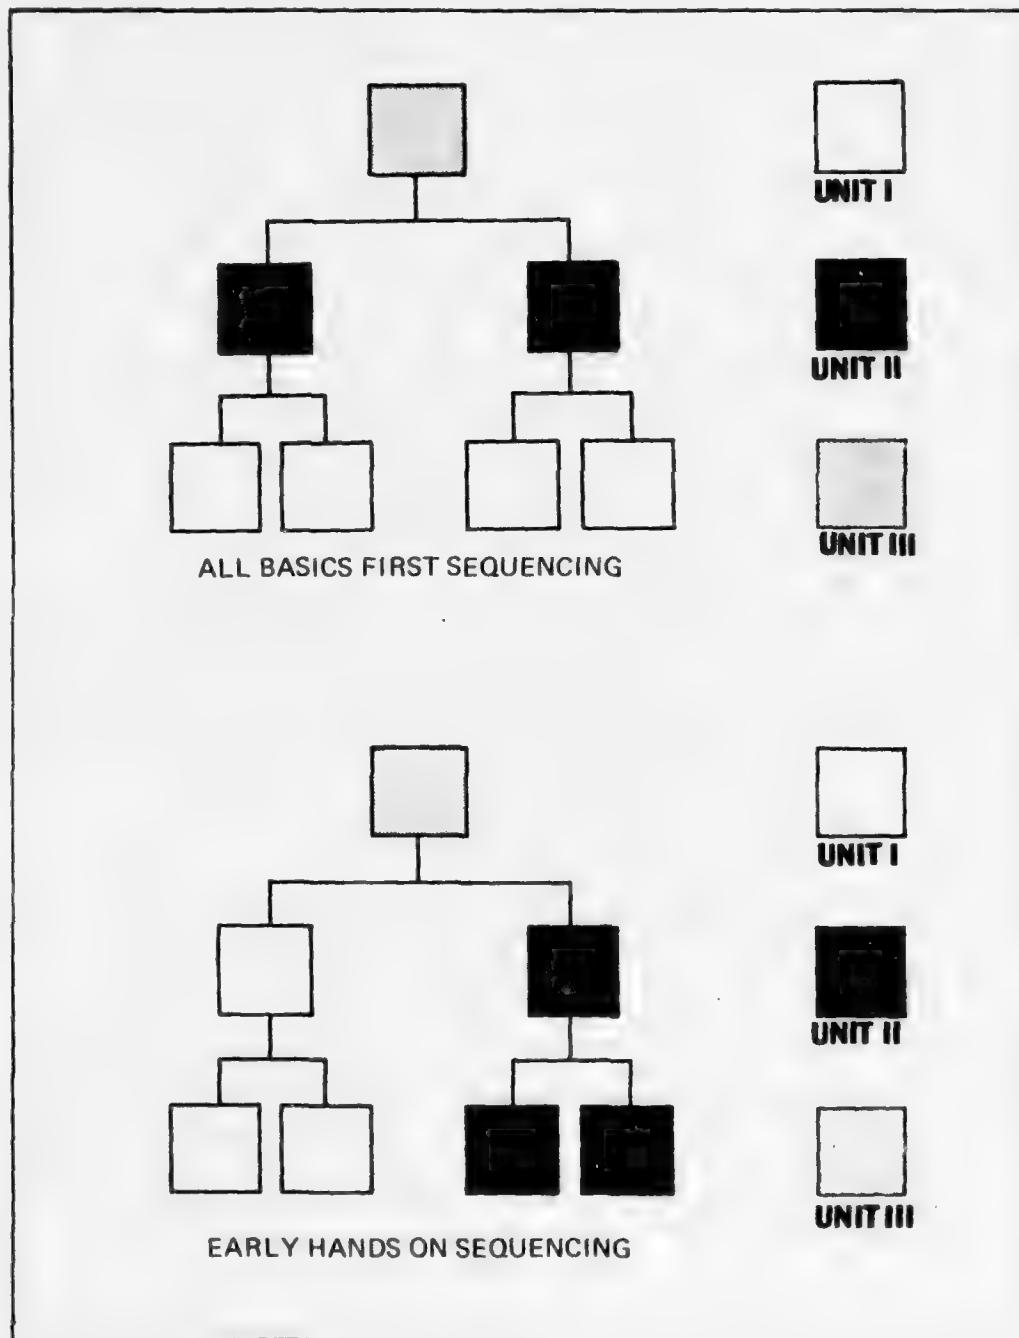 UNIT I
UNIT II
UNIT III
ALL BASICS FIRST SEQUENCING
UNIT I
UNIT II
UNIT III
EARLY HANDS ON SEQUENCING